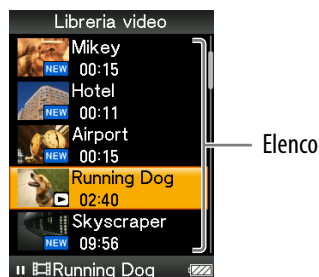 Libreria video
Mikey
NEW 00:15
Hotel
NEW 00:11
Airport
NEW 00:15
Running Dog
02:40
Skyscraper
NEW 09:56
Running Dog
Elenco